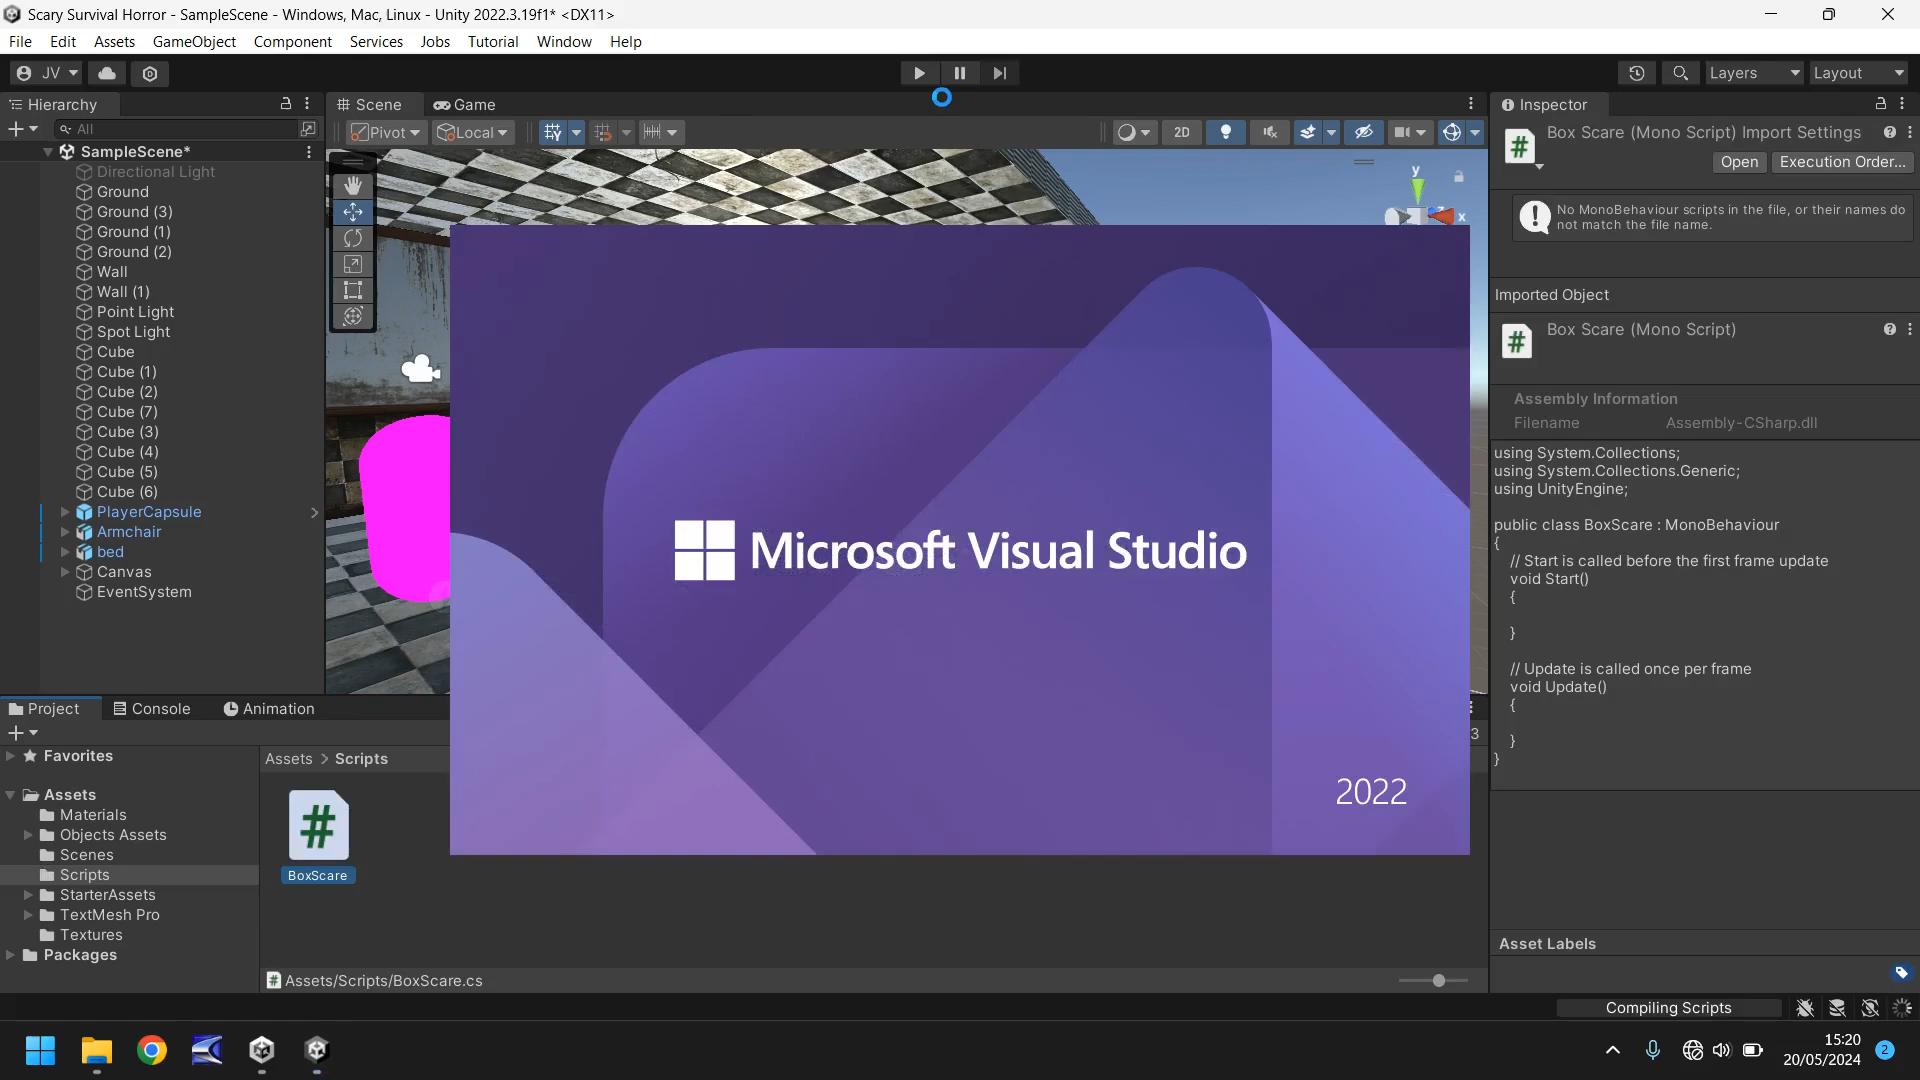 Scary Survival Horror - SampleScene - Windows, Mac, Linux - Unity 2022.3.19f1* <DX11>
File Edit Assets GameObject Component Services Jobs Tutorial Window Help
JV Layers Layout
Hierarchy Scene Game Inspector
All Pivot Local 2D
Box Scare (Mono Script) Import Settings
Open Execution Order...
No MonoBehaviour scripts in the file, or their names do
not match the file name.
SampleScene*
Directional Light
Ground
Ground (3)
Ground (1)
Ground (2)
Wall
Wall (1)
Point Light
Spot Light
Cube
Cube (1)
Cube (2)
Cube (7)
Cube (3)
Cube (4)
Cube (5)
Cube (6)
PlayerCapsule
Armchair
bed
Canvas
EventSystem
y
x
Microsoft Visual Studio
2022
Imported Object
Box Scare (Mono Script)
Assembly Information
Filename Assembly-CSharp.dll
using System.Collections;
using System.Collections.Generic;
using UnityEngine;
public class BoxScare : MonoBehaviour
{
// Start is called before the first frame update
void Start()
{
}
// Update is called once per frame
void Update()
{
}
}
Project Console Animation
3
Favorites
Assets
Materials
Objects Assets
Scenes
Scripts
StarterAssets
TextMesh Pro
Textures
Packages
Assets > Scripts
#
BoxScare
Assets/Scripts/BoxScare.cs
Asset Labels
Compiling Scripts
15:20
20/05/2024
2